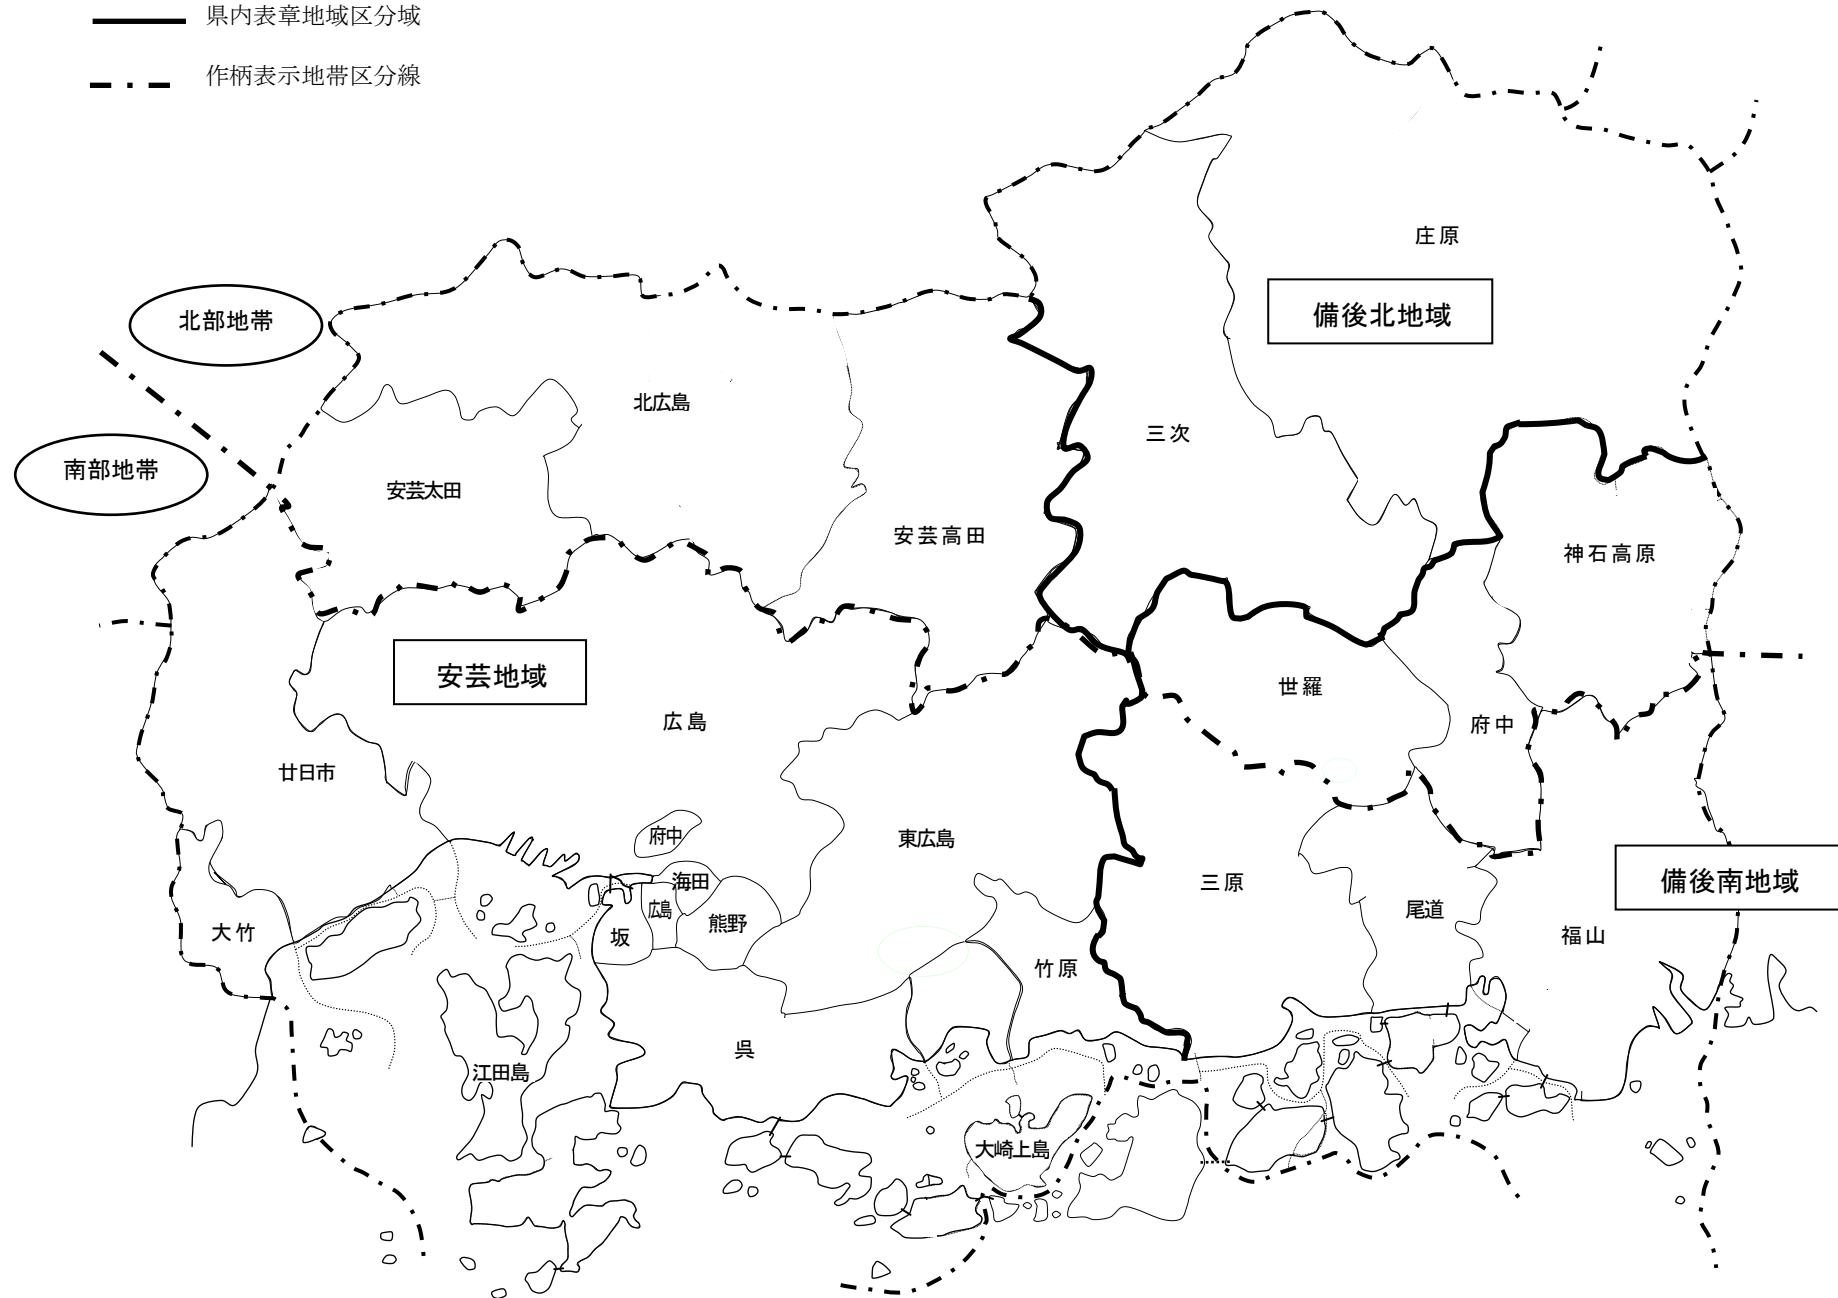 県内表章地域区分域
作柄表示地帯区分線
庄原
備後北地域
北部地帯
北広島
三次
南部地帯
安芸太田
安芸高田
神石高原
安芸地域
世羅
広島
府中
廿日市
府中
東広島
海田
三原
備後南地域
広島
熊野
尾道
大竹
坂
福山
竹原
呉
江田島
大崎上島